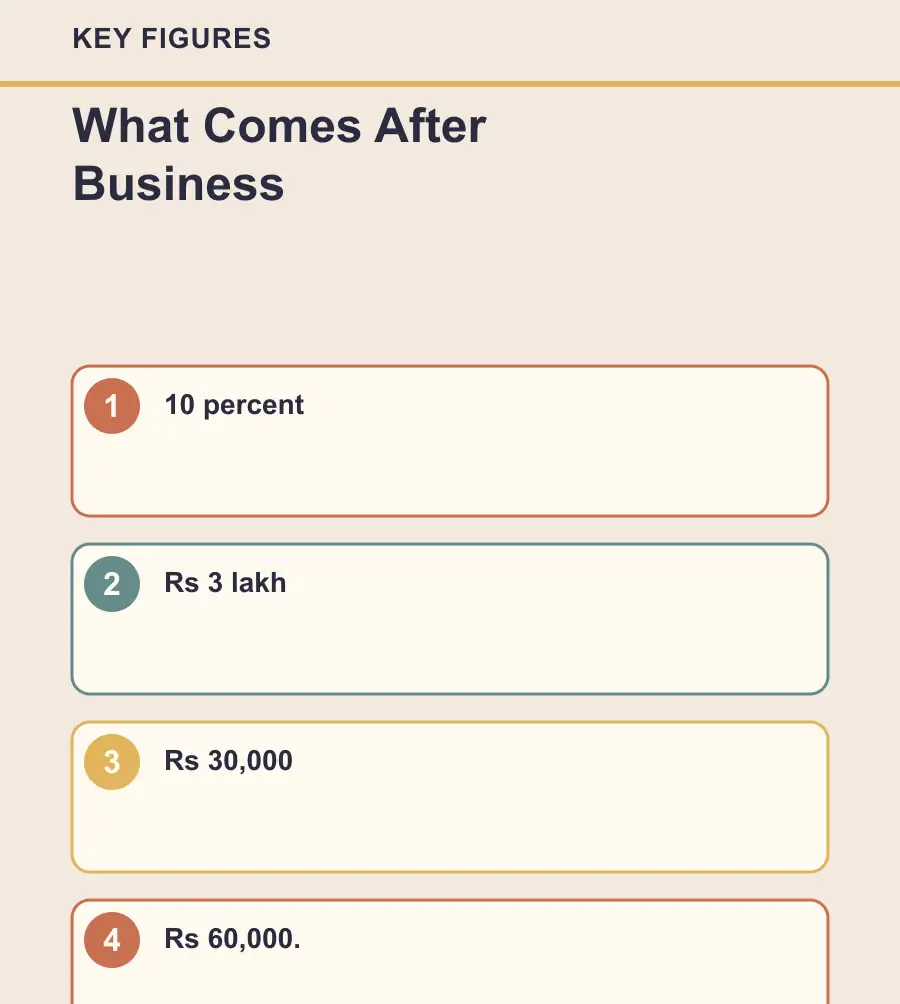 KEY FIGURES
What Comes After
Business
1
10 percent
2
Rs 3 lakh
3
Rs 30,000
4
Rs 60,000.